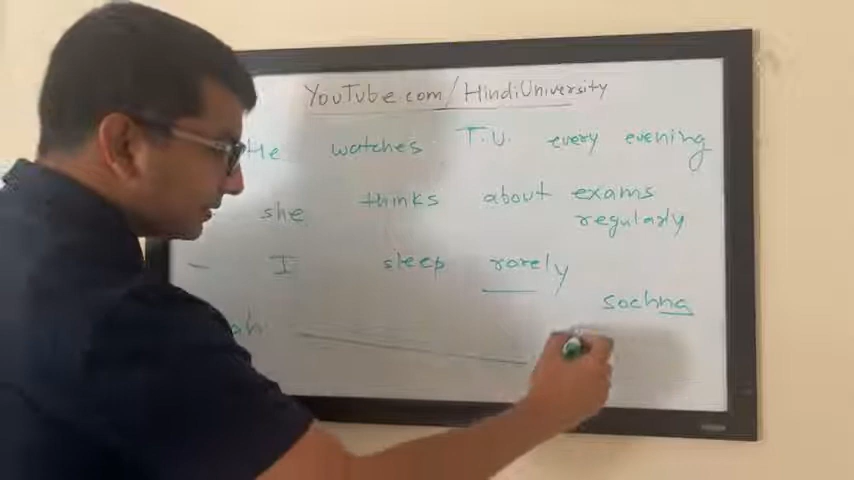 YouTube.com/HindiUniversity
He watches T.V. every evening
she thinks about exams
regularly
- I sleep rarely
sochna